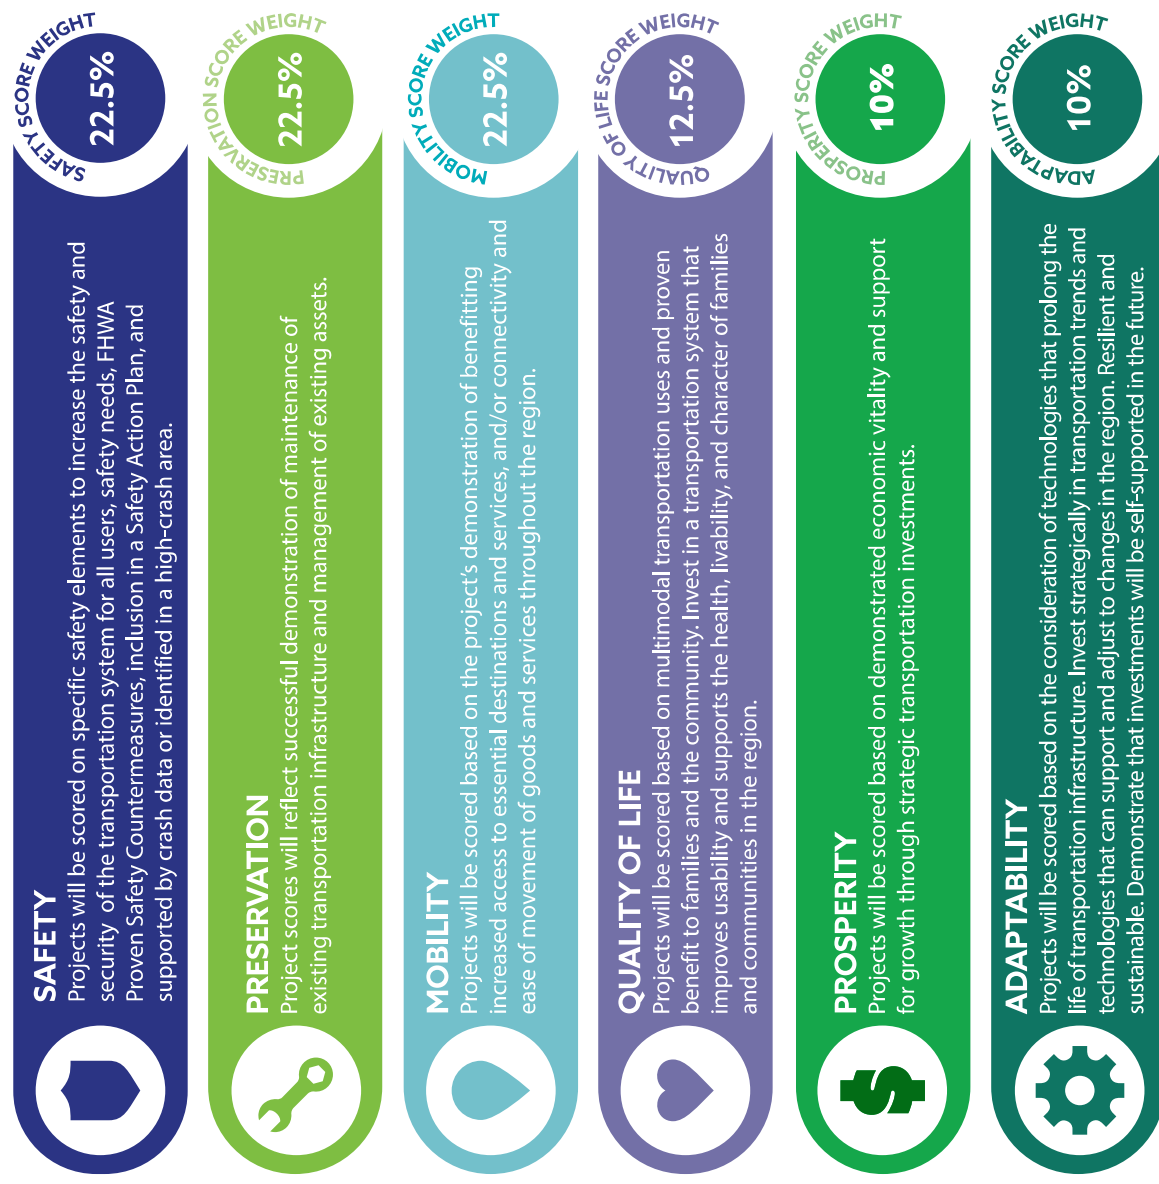 SAFETY
Projects will be scored on specific safety elements to increase the safety and
security of the transportation system for all users, safety needs, FHWA
Proven Safety Countermeasures, inclusion in a Safety Action Plan, and
supported by crash data or identified in a high-crash area.
SAFETY SCORE WEIGHT
22.5%
PRESERVATION
Project scores will reflect successful demonstration of maintenance of
existing transportation infrastructure and management of existing assets.
PRESERVATION SCORE WEIGHT
22.5%
MOBILITY
Projects will be scored based on the project's demonstration of benefitting
increased access to essential destinations and services, and/or connectivity and
ease of movement of goods and services throughout the region.
MOBILITY SCORE WEIGHT
22.5%
QUALITY OF LIFE
Projects will be scored based on multimodal transportation uses and proven
benefit to families and the community. Invest in a transportation system that
improves usability and supports the health, livability, and character of families
and communities in the region.
QUALITY OF LIFE SCORE WEIGHT
12.5%
PROSPERITY
Projects will be scored based on demonstrated economic vitality and support
for growth through strategic transportation investments.
PROSPERITY SCORE WEIGHT
10%
ADAPTABILITY
Projects will be scored based on the consideration of technologies that prolong the
life of transportation infrastructure. Invest strategically in transportation trends and
technologies that can support and adjust to changes in the region. Resilient and
sustainable. Demonstrate that investments will be self-supported in the future.
ADAPTABILITY SCORE WEIGHT
10%